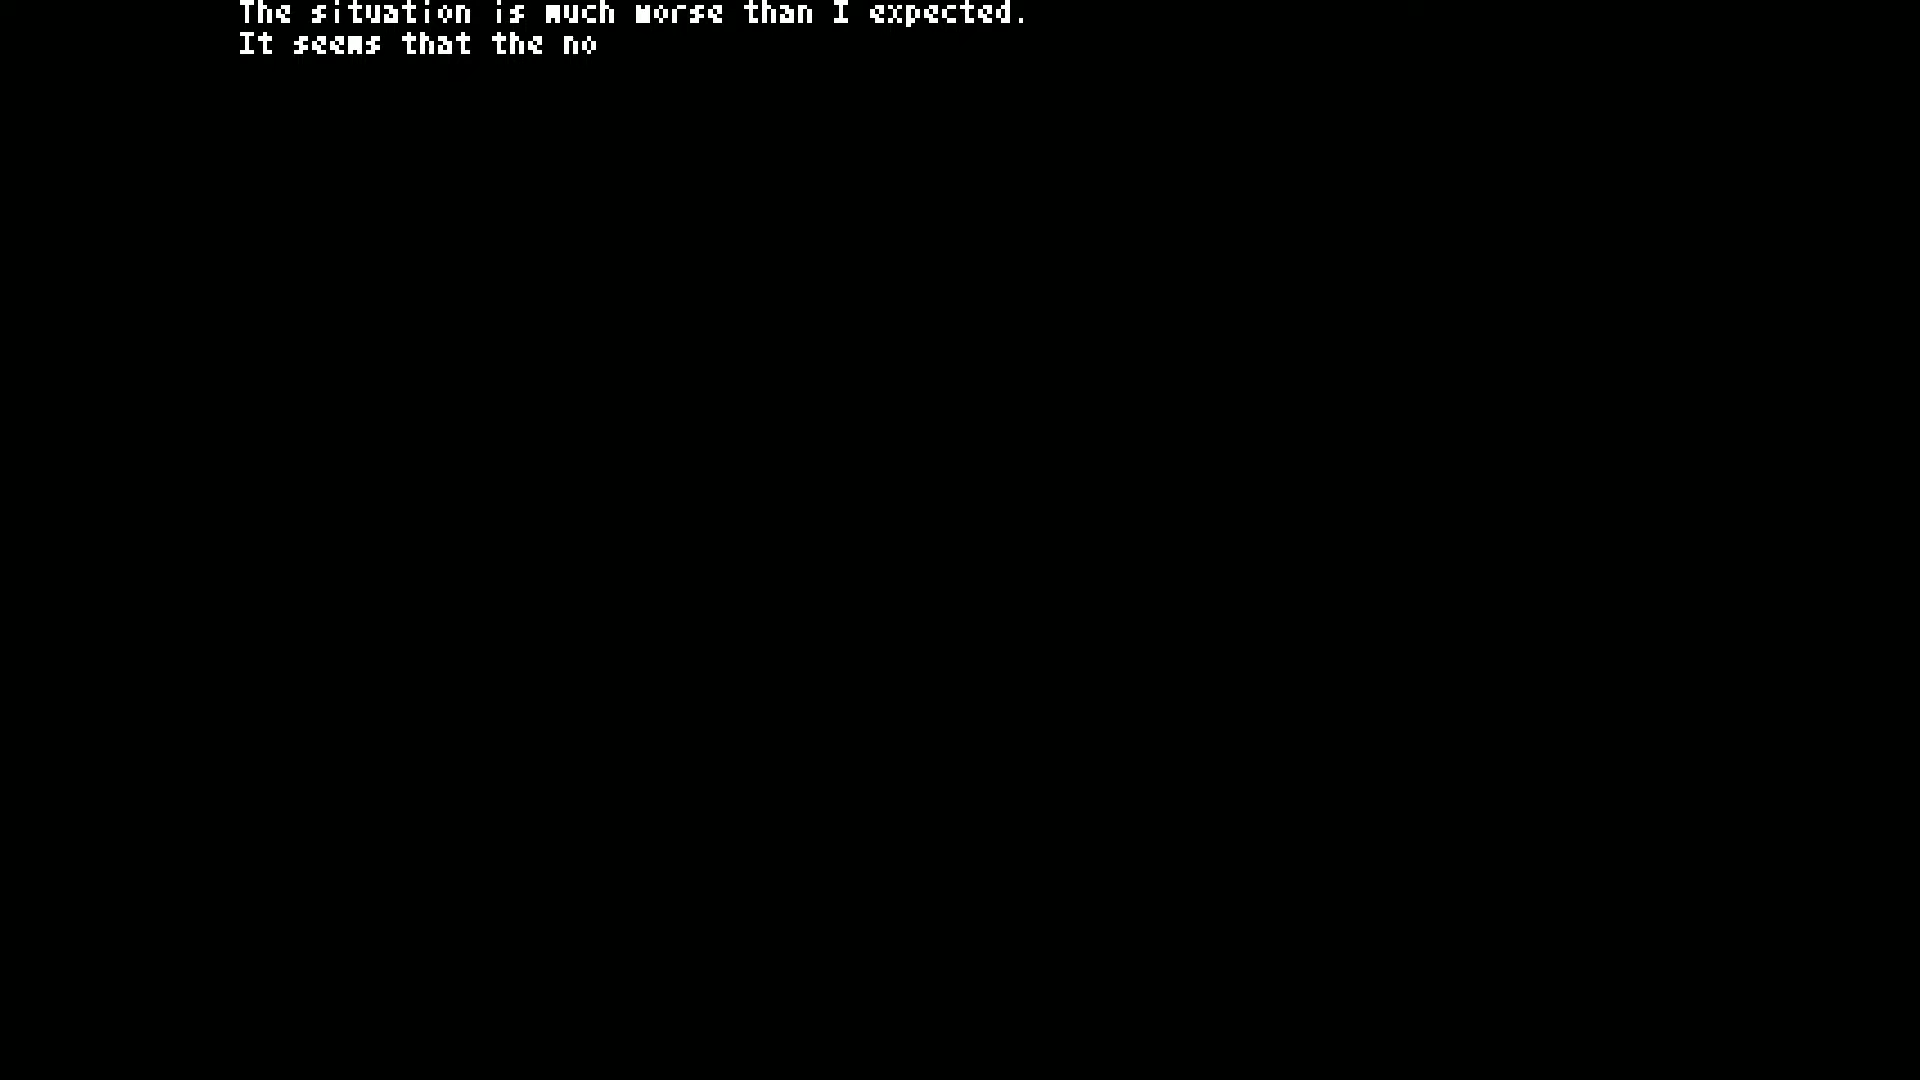 The situation is much worse than I expected.
It seems that the no